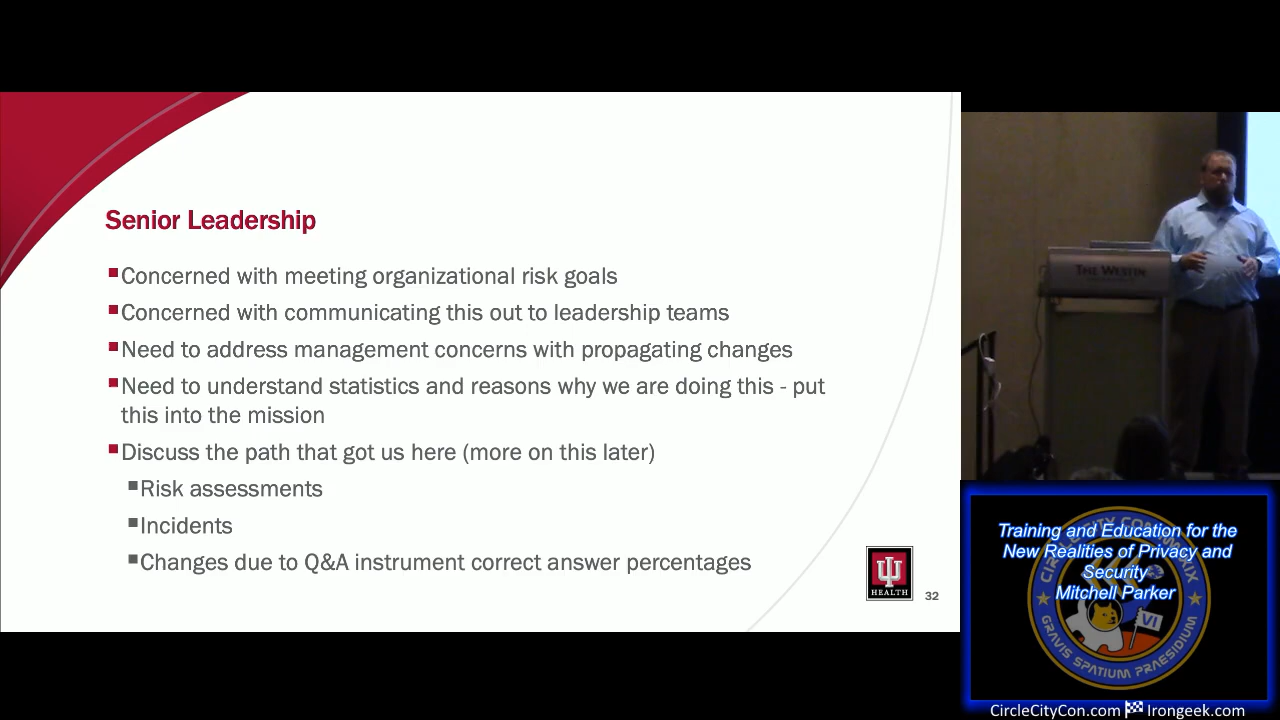 Senior Leadership
Concerned with meeting organizational risk goals
Concerned with communicating this out to leadership teams
Need to address management concerns with propagating changes
Need to understand statistics and reasons why we are doing this - put
this into the mission
Discuss the path that got us here (more on this later)
Risk assessments
Incidents
Changes due to Q&A instrument correct answer percentages
HEALTH
32
THE WESTIN
Training and Education for the
New Realities of Privacy and
Security
Mitchell Parker
VI
GRAVIS SPATIUM PRAESIDIUM
CircleCityCon.com Irongeek.com